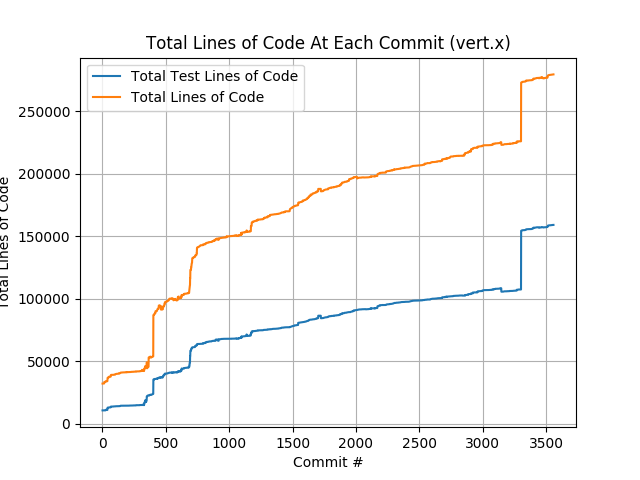 Total Lines of Code At Each Commit (vert.x)
Total Test Lines of Code
Total Lines of Code
250000
200000
150000
100000
50000
0
Total Lines of Code
0 500 1000 1500 2000 2500 3000 3500
Commit #